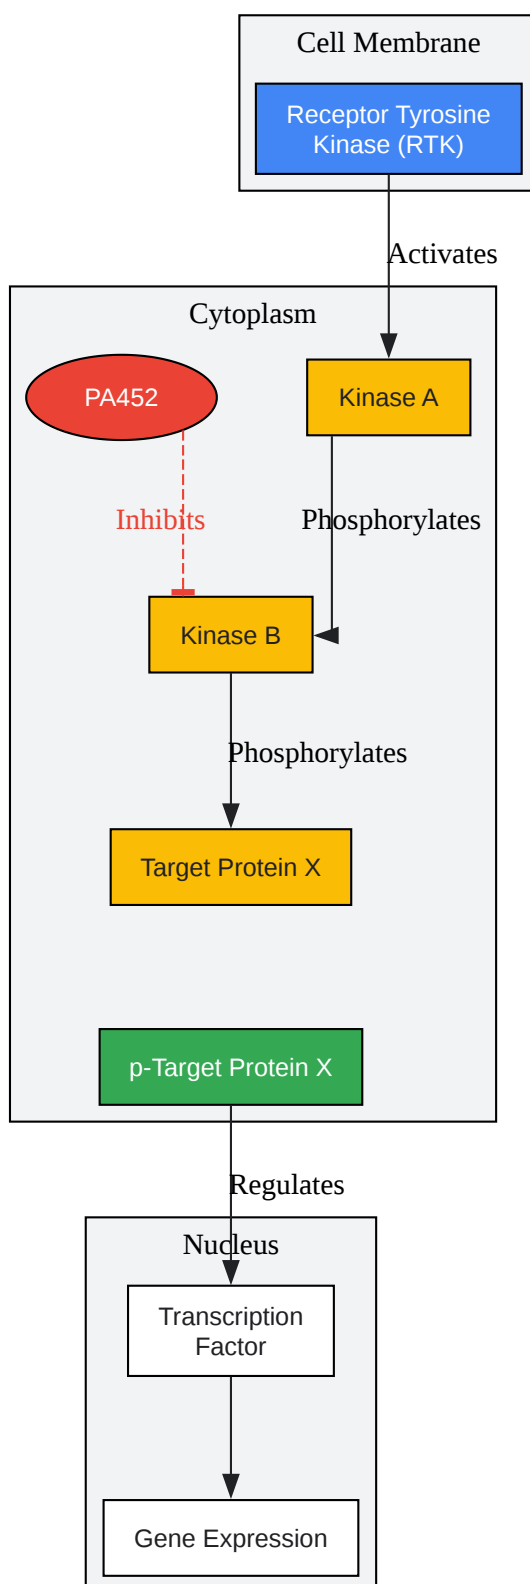 Cell Membrane
Receptor Tyrosine
Kinase (RTK)
Activates
Cytoplasm
PA452
Kinase A
Inhibits
Phosphorylates
Kinase B
Phosphorylates
Target Protein X
p-Target Protein X
Regulates
Nucleus
Transcription
Factor
Gene Expression